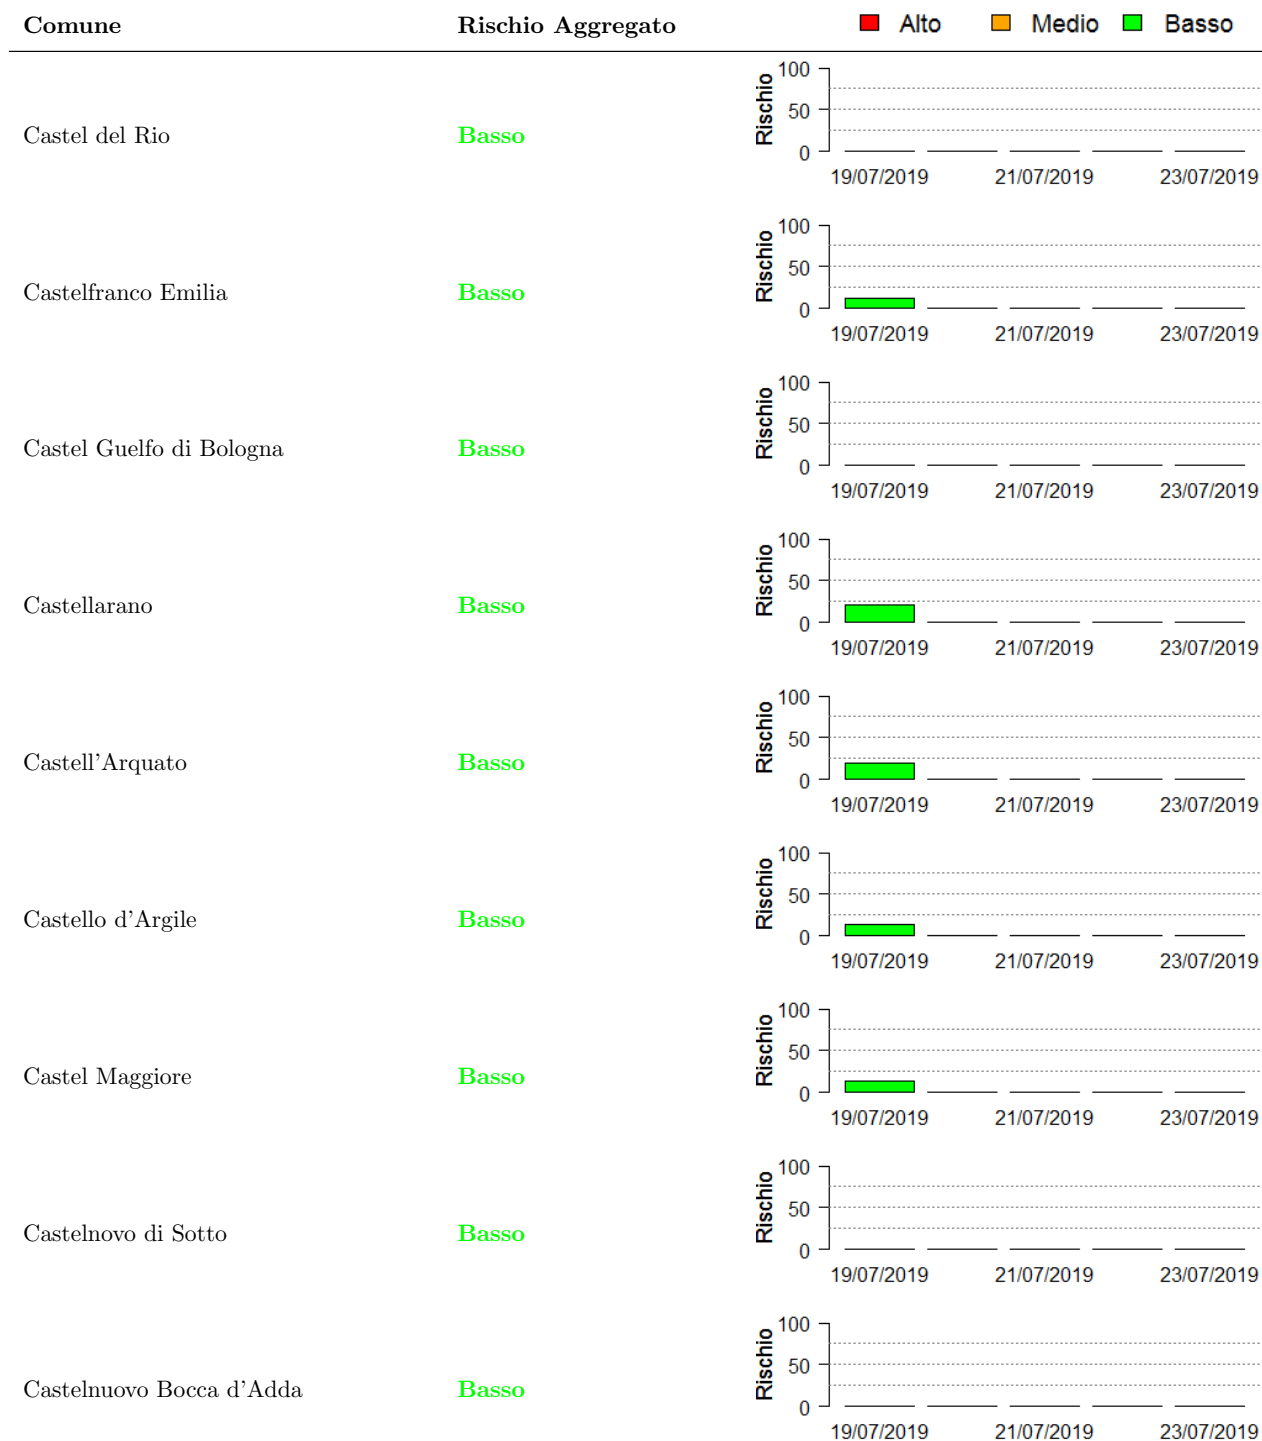 Comune Rischio Aggregato Alto Medio Basso
Castel del Rio Basso
Rischio
100
50
0
19/07/2019 21/07/2019 23/07/2019
Castelfranco Emilia Basso
Rischio
100
50
0
19/07/2019 21/07/2019 23/07/2019
Castel Guelfo di Bologna Basso
Rischio
100
50
0
19/07/2019 21/07/2019 23/07/2019
Castellarano Basso
Rischio
100
50
0
19/07/2019 21/07/2019 23/07/2019
Castell'Arquato Basso
Rischio
100
50
0
19/07/2019 21/07/2019 23/07/2019
Castello d'Argile Basso
Rischio
100
50
0
19/07/2019 21/07/2019 23/07/2019
Castel Maggiore Basso
Rischio
100
50
0
19/07/2019 21/07/2019 23/07/2019
Castelnovo di Sotto Basso
Rischio
100
50
0
19/07/2019 21/07/2019 23/07/2019
Castelnuovo Bocca d'Adda Basso
Rischio
100
50
0
19/07/2019 21/07/2019 23/07/2019